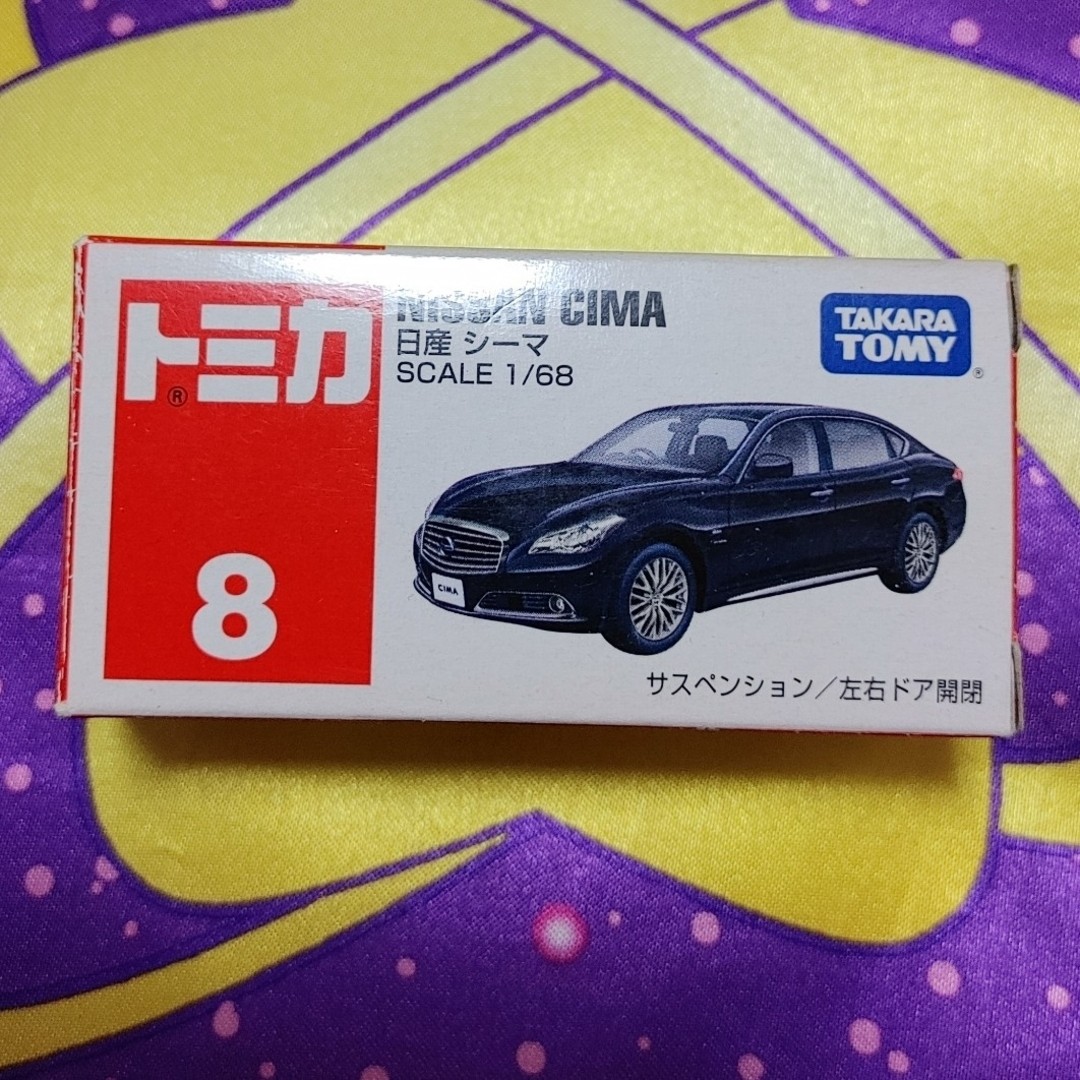 トミカ
®
8
NISSAN CIMA
日産 シーマ
SCALE 1/68
TAKARA
TOMY
®
CIMA
サスペンション/左右ドア開閉